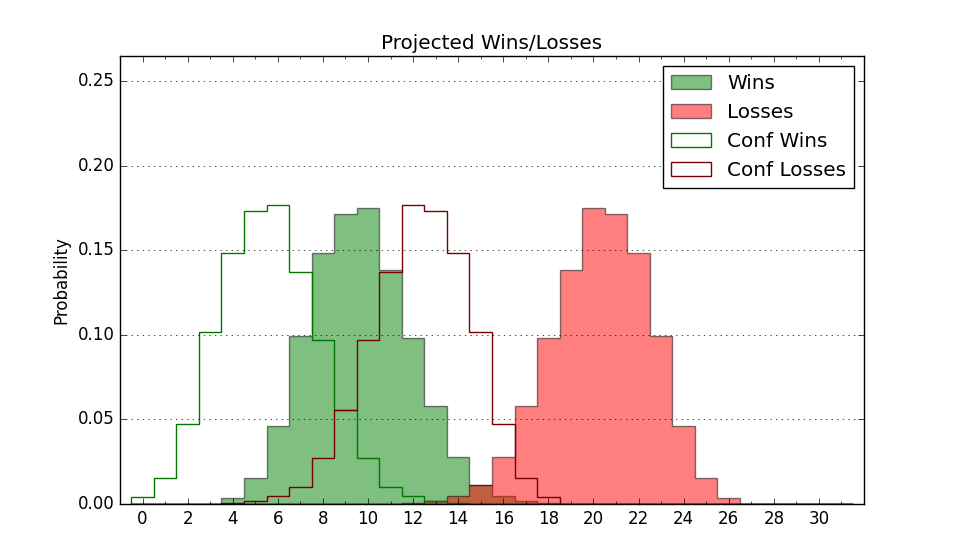 Projected Wins/Losses
Wins
Losses
Conf Wins
Conf Losses
Probability
0.25
0.20
0.15
0.10
0.05
0.00
0 2 4 6 8 10 12 14 16 18 20 22 24 26 28 30